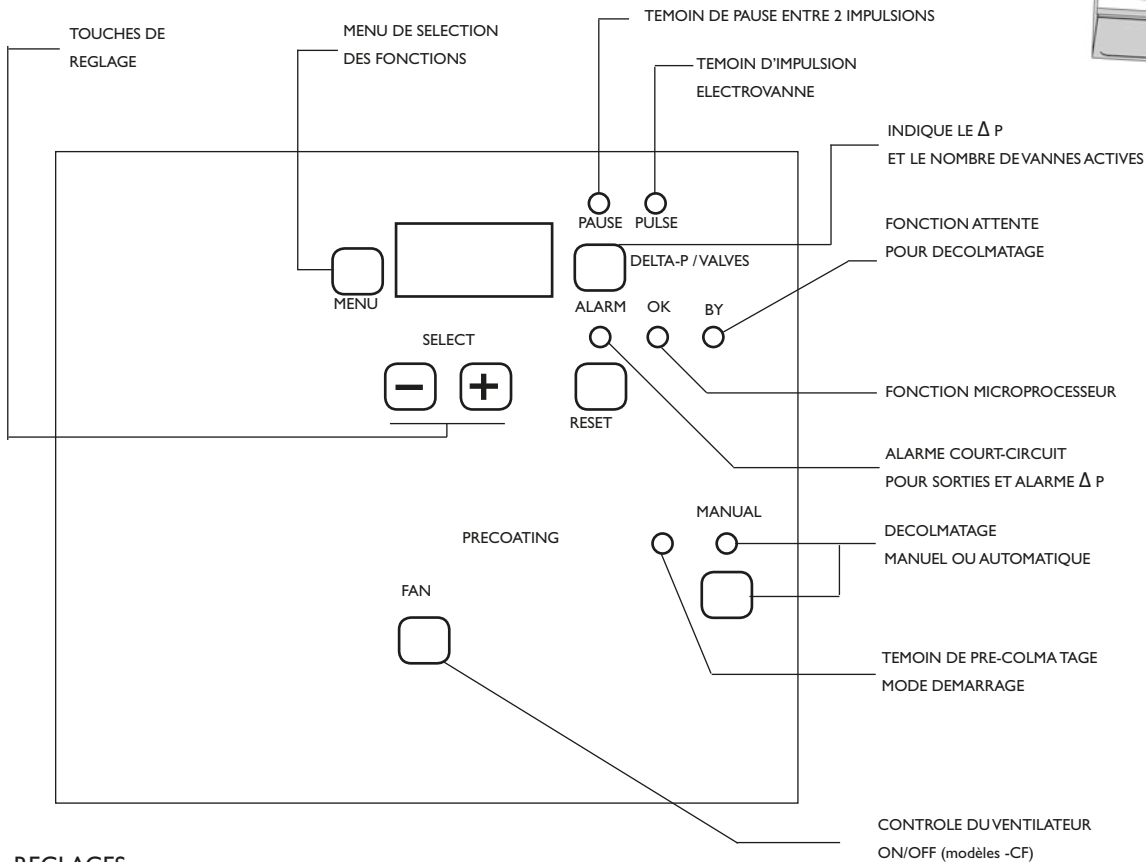 TEMOIN DE PAUSE ENTRE 2 IMPULSIONS
TOUCHES DE
REGLAGE
MENU DE SELECTION
DES FONCTIONS
TEMOIN D'IMPULSION
ELECTROVANNE
INDIQUE LE Δ P
ET LE NOMBRE DE VANNES ACTIVES
PAUSE PULSE
FONCTION ATTENTE
POUR DECOLMATAGE
DELTA-P / VALVES
MENU
ALARM OK BY
SELECT
− +
RESET
FONCTION MICROPROCESSEUR
ALARME COURT-CIRCUIT
POUR SORTIES ET ALARME Δ P
MANUAL
PRECOATING
DECOLMATAGE
MANUEL OU AUTOMATIQUE
FAN
TEMOIN DE PRE-COLMA TAGE
MODE DEMARRAGE
CONTROLE DU VENTILATEUR
ON/OFF (modèles -CF)
REGLAGES